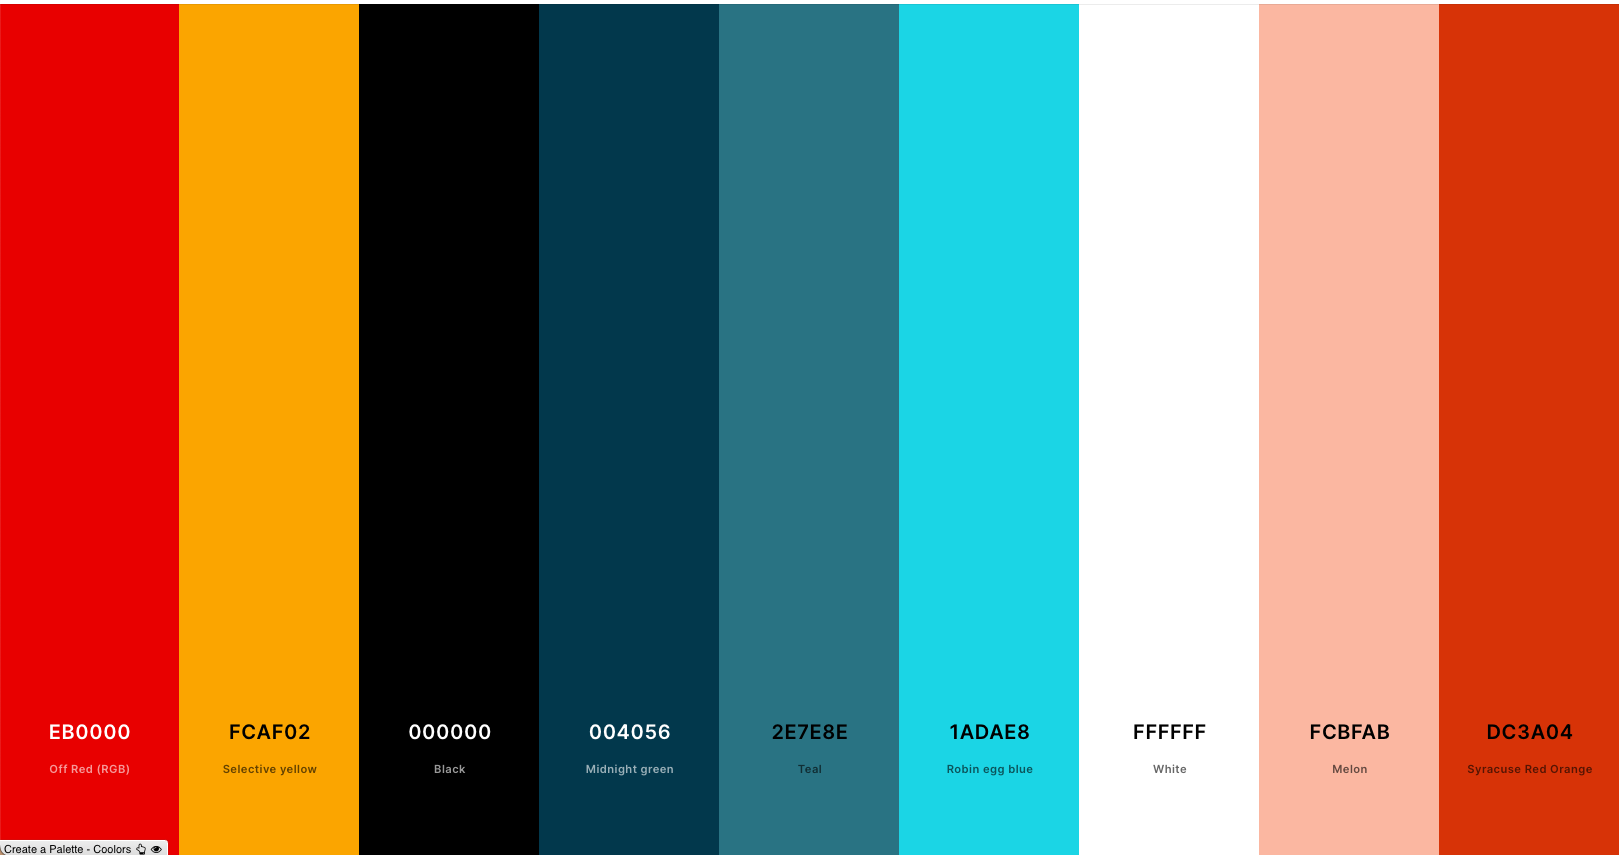 EB0000 FCAF02 000000 004056 2E7E8E 1ADAE8 FFFFFF FCBFAB DC3A04
Off Red (RGB) Selective yellow Black Midnight green Teal Robin egg blue White Melon Syracuse Red Orange
Create a Palette - Coolors